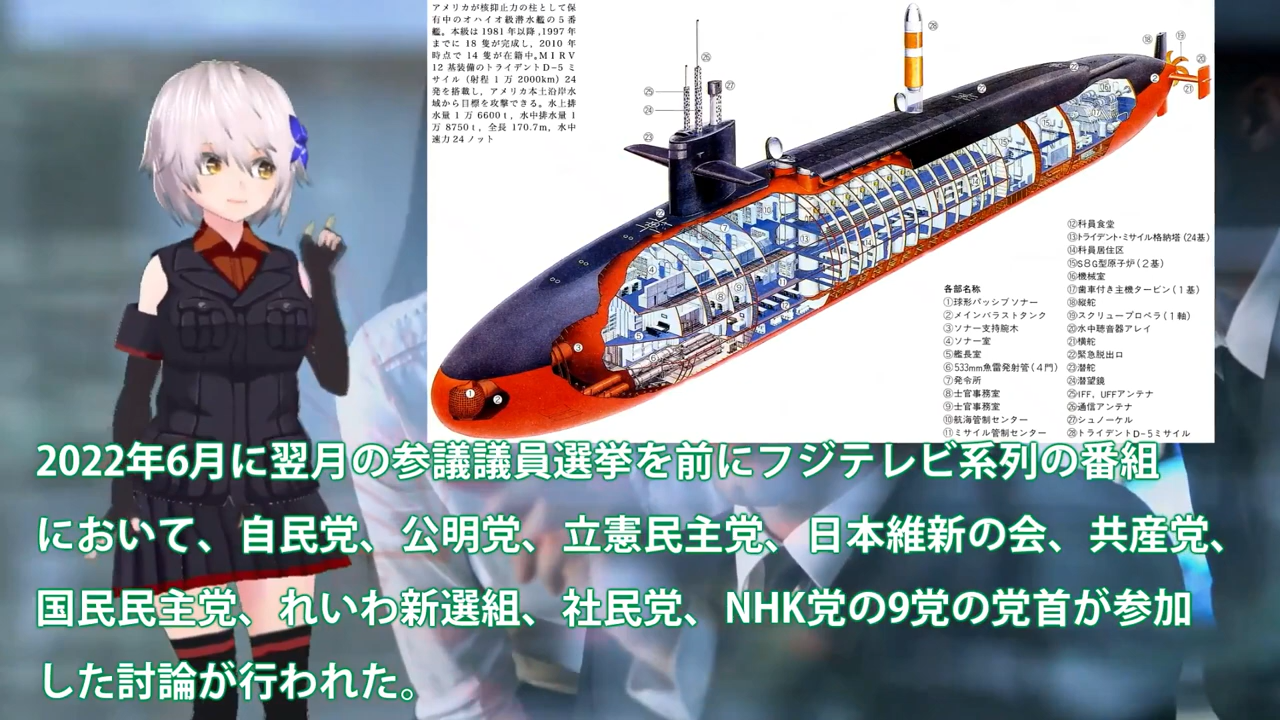 アメリカが核抑止力の柱として保
有中のオハイオ級潜水艦の5番
艦。本級は1981年以降,1997年
までに18隻が完成し，2010年
時点で14隻が在籍中。ＭＩＲＶ
12基装備のトライデントD-5ミ
サイル（射程1万2000km）24
発を搭載し，アメリカ本土沿岸水
域から目標を攻撃できる。水上排
水量1万6600t，水中排水量1
万8750t，全長170.7m，水中
速力24ノット
各部名称
①球形パッシブソナー
②メインバラストタンク
③ソナー支持腕木
④ソナー室
⑤艦長室
⑥533mm魚雷発射管（４門）
⑦発令所
⑧士官事務室
⑨士官事務室
⑩航海管制センター
⑪ミサイル管制センター
⑫科員食堂
⑬トライデント・ミサイル格納塔（24基）
⑭科員居住区
⑮S８G型原子炉（２基）
⑯機械室
⑰歯車付き主機タービン（１基）
⑱縦舵
⑲スクリュープロペラ（１軸）
⑳水中聴音器アレイ
㉑横舵
㉒緊急脱出口
㉓潜舵
㉔潜望鏡
㉕IFF，UFFアンテナ
㉖通信アンテナ
㉗シュノーケル
㉘トライデントD-5ミサイル
2022年6月に翌月の参議議員選挙を前にフジテレビ系列の番組
において、自民党、公明党、立憲民主党、日本維新の会、共産党、
国民民主党、れいわ新選組、社民党、NHK党の9党の党首が参加
した討論が行われた。